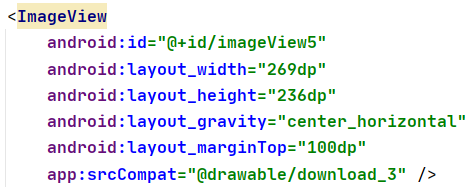 <ImageView
android:id="@+id/imageView5"
android:layout_width="269dp"
android:layout_height="236dp"
android:layout_gravity="center_horizontal"
android:layout_marginTop="100dp"
app:srcCompat="@drawable/download_3" />